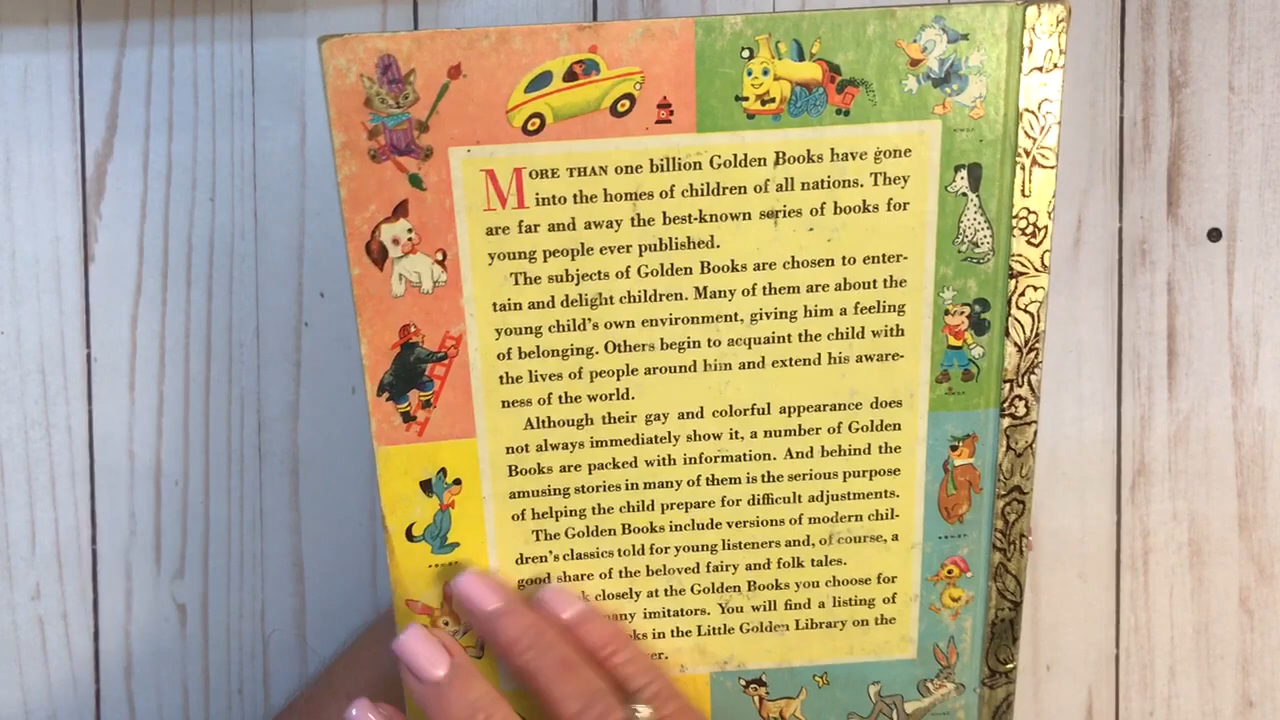 MORE THAN one billion Golden Books have gone
into the homes of children of all nations. They
are far and away the best-known series of books for
young people ever published.
The subjects of Golden Books are chosen to enter-
tain and delight children. Many of them are about the
young child's own environment, giving him a feeling
of belonging. Others begin to acquaint the child with
the lives of people around him and extend his aware-
ness of the world.
Although their gay and colorful appearance does
not always immediately show it, a number of Golden
Books are packed with information. And behind the
amusing stories in many of them is the serious purpose
of helping the child prepare for difficult adjustments.
The Golden Books include versions of modern chil-
dren's classics told for young listeners and, of course, a
good share of the beloved fairy and folk tales.
closely at the Golden Books you choose for
many imitators. You will find a listing of
in the Little Golden Library on the